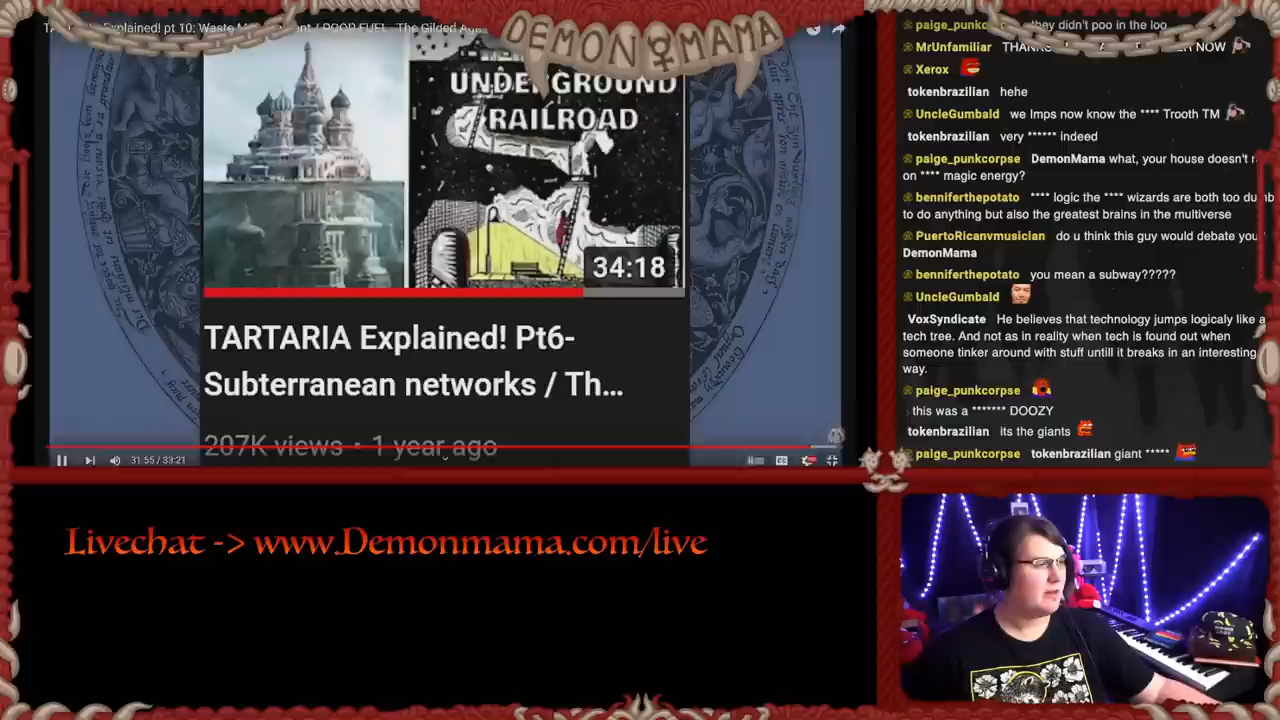 Explained! pt 10: Waste
POOP FUEL - The Gilded Age
DEMON MAMA
UNDERGROUND
RAILROAD
34:18
TARTARIA Explained! Pt6-
Subterranean networks / Th...
207K views • 1 year ago
31:55 / 33:21
Livechat -> www.Demonmama.com/live
they didn't poo in the loo
MrUnfamiliar
NOW
Xerox
tokenbrazilian hehe
UncleGumbald we Imps now know the **** Trooth TM
tokenbrazilian very ****** indeed
paige_punkcorpse DemonMama what, your house doesn't
on **** magic energy?
benniferthepotato **** logic the **** wizards are both too dumb
to do anything but also the greatest brains in the multiverse
PuertoRicanvmusician do u think this guy would debate you
DemonMama
benniferthepotato you mean a subway?????
UncleGumbald
VoxSyndicate He believes that technology jumps logicaly like a
tech tree. And not as in reality when tech is found out when
someone tinker around with stuff untill it breaks in an interesting
way.
paige_punkcorpse
this was a ******* DOOZY
tokenbrazilian its the giants
paige_punkcorpse tokenbrazilian giant *****